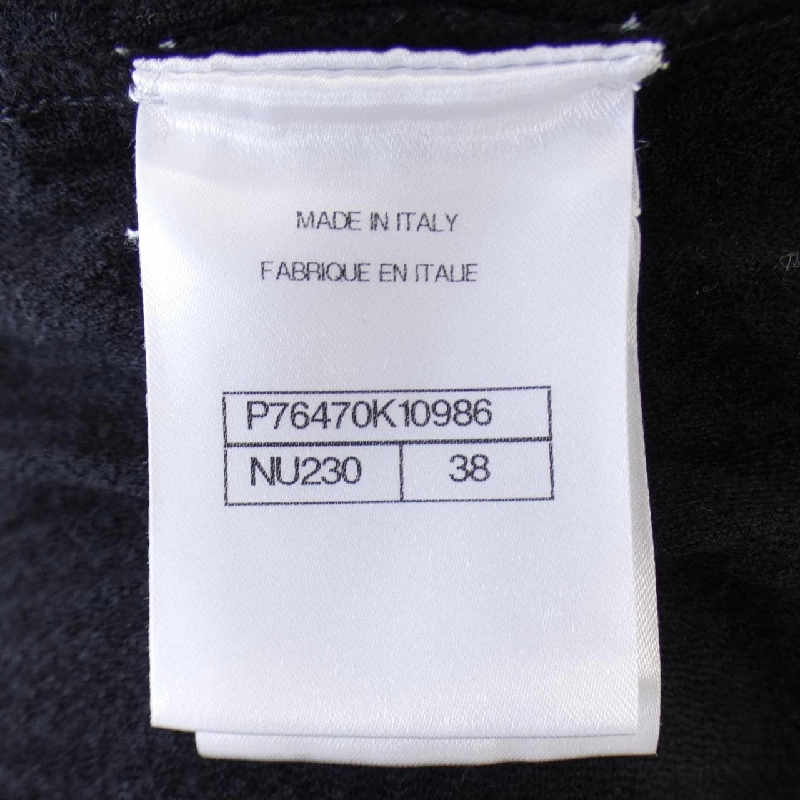 MADE IN ITALY
FABRIQUE EN ITALIE
P76470K10986
NU230 38